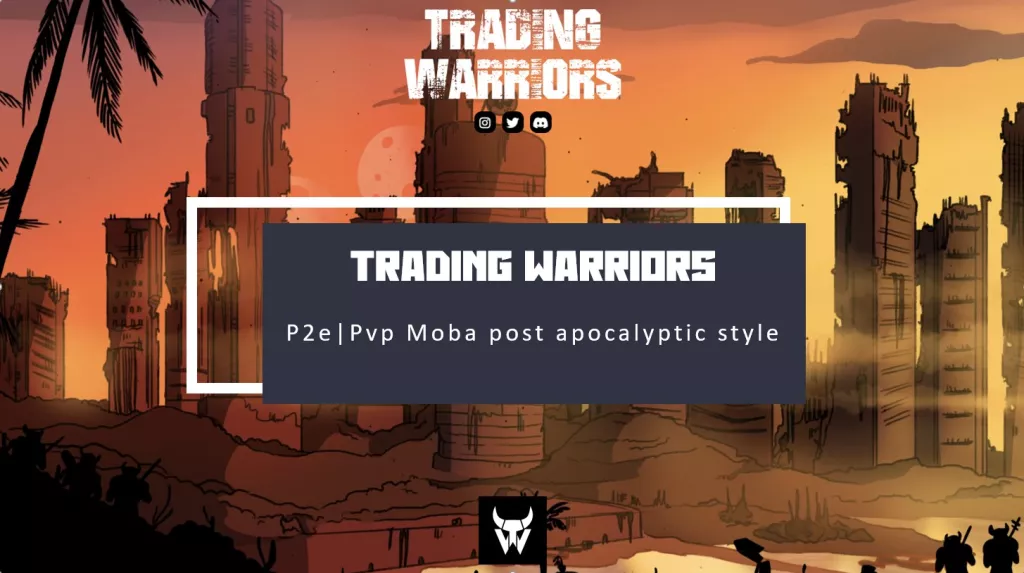 TRADING
WARRIORS
TRADING WARRIORS
P2e|Pvp Moba post apocalyptic style